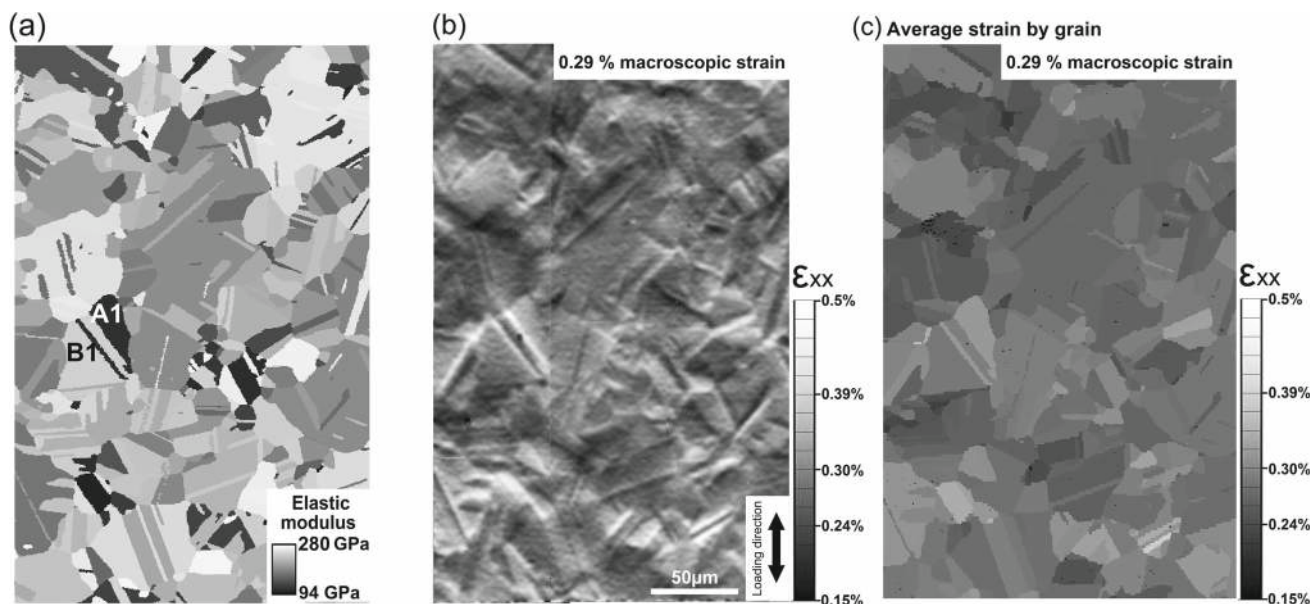 (a)
A1
B1
Elastic
modulus
280 GPa
94 GPa
(b)
0.29 % macroscopic strain
εxx
0.5%
0.39%
0.30%
0.24%
0.15%
Loading direction
50µm
(c) Average strain by grain
0.29 % macroscopic strain
εxx
0.5%
0.39%
0.30%
0.24%
0.15%